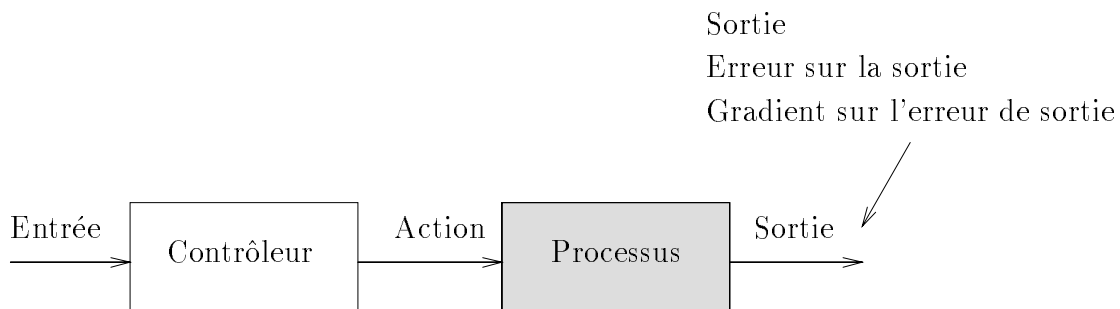 Sortie
Erreur sur la sortie
Gradient sur l'erreur de sortie
Entrée
Contrôleur
Action
Processus
Sortie